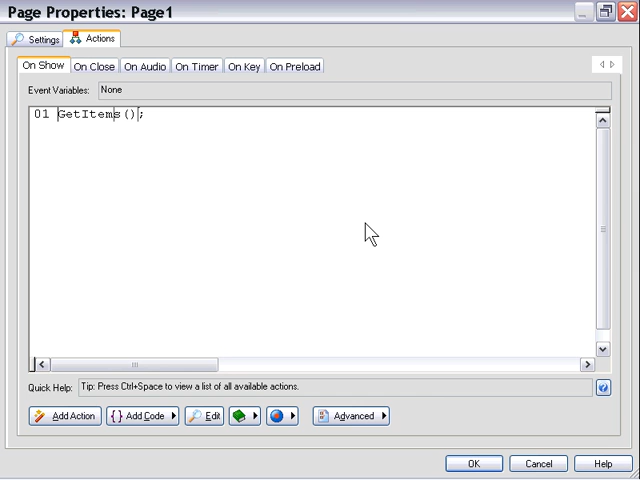 Page Properties: Page1
Settings Actions
On Show On Close On Audio On Timer On Key On Preload
Event Variables: None
01 GetItems();
Quick Help: Tip: Press Ctrl+Space to view a list of all available actions.
Add Action { } Add Code Edit Advanced
OK Cancel Help